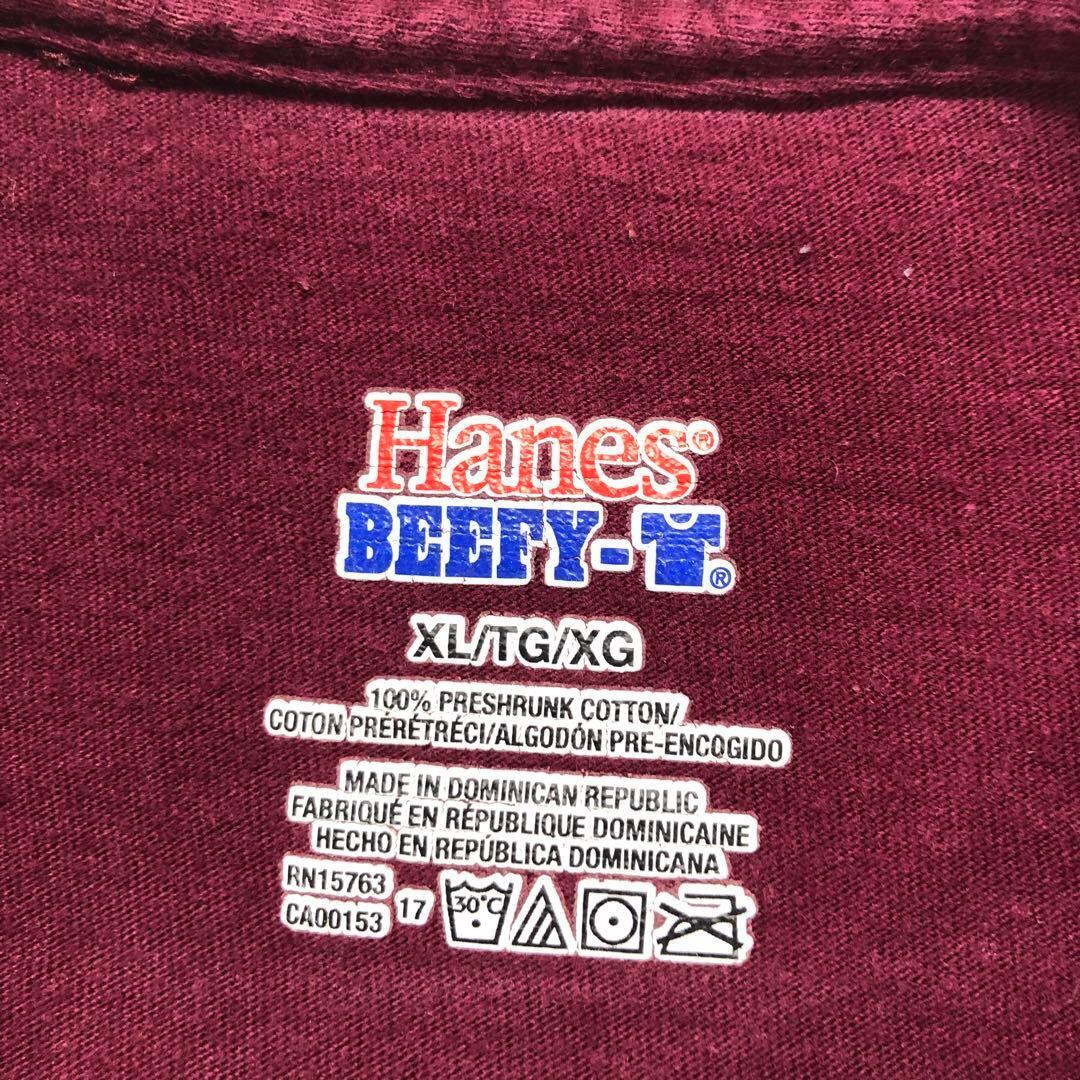 Hanes®
BEEFY-T®
XL/TG/XG
100% PRESHRUNK COTTON/
COTON PRÉRÉTRÉCI/ALGODÓN PRE-ENCOGIDO
MADE IN DOMINICAN REPUBLIC
FABRIQUÉ EN RÉPUBLIQUE DOMINICAINE
HECHO EN REPÚBLICA DOMINICANA
RN15763
CA00153 17
30°C